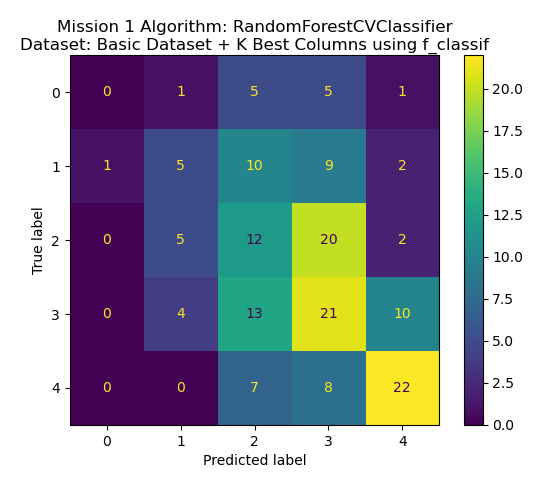 Mission 1 Algorithm: RandomForestCVClassifier
Dataset: Basic Dataset + K Best Columns using f_classif
True label
0 0 1 5 5 1
1 1 5 10 9 2
2 0 5 12 20 2
3 0 4 13 21 10
4 0 0 7 8 22
0 1 2 3 4
Predicted label
20.0
17.5
15.0
12.5
10.0
7.5
5.0
2.5
0.0